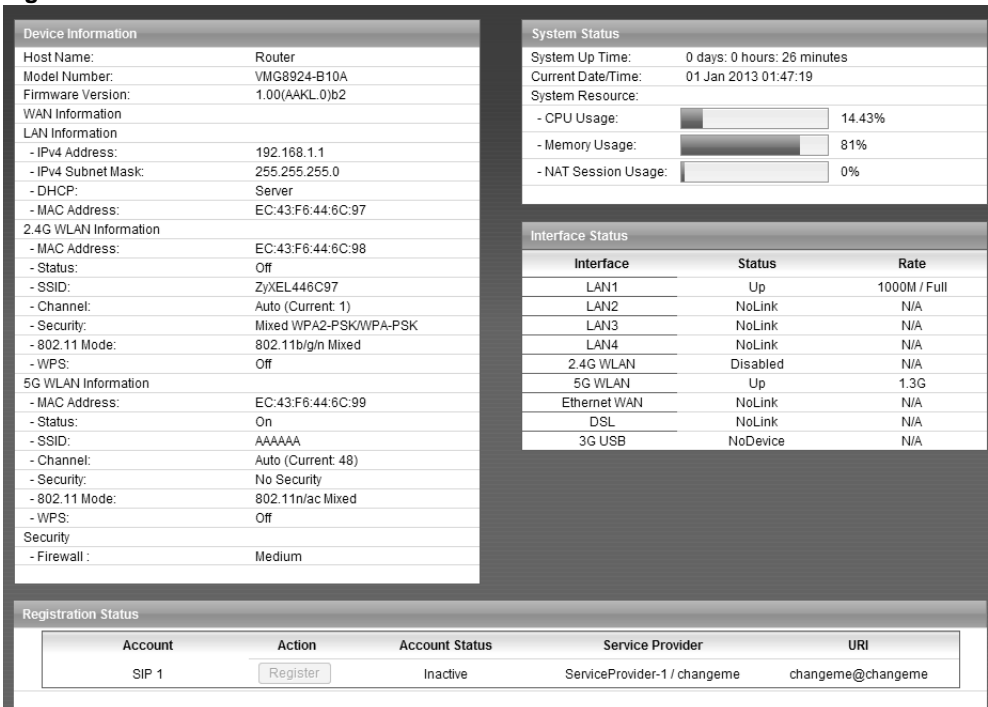 Device Information
Host Name: Router
Model Number: VMG8924-B10A
Firmware Version: 1.00(AAKL.0)b2
WAN Information
LAN Information
- IPv4 Address: 192.168.1.1
- IPv4 Subnet Mask: 255.255.255.0
- DHCP: Server
- MAC Address: EC:43:F6:44:6C:97
2.4G WLAN Information
- MAC Address: EC:43:F6:44:6C:98
- Status: Off
- SSID: ZyXEL446C97
- Channel: Auto (Current: 1)
- Security: Mixed WPA2-PSK/WPA-PSK
- 802.11 Mode: 802.11b/g/n Mixed
- WPS: Off
5G WLAN Information
- MAC Address: EC:43:F6:44:6C:99
- Status: On
- SSID: AAAAAA
- Channel: Auto (Current: 48)
- Security: No Security
- 802.11 Mode: 802.11n/ac Mixed
- WPS: Off
Security
- Firewall : Medium
System Status
System Up Time: 0 days: 0 hours: 26 minutes
Current Date/Time: 01 Jan 2013 01:47:19
System Resource:
- CPU Usage: 14.43%
- Memory Usage: 81%
- NAT Session Usage: 0%
Interface Status
Interface Status Rate
LAN1 Up 1000M / Full
LAN2 NoLink N/A
LAN3 NoLink N/A
LAN4 NoLink N/A
2.4G WLAN Disabled N/A
5G WLAN Up 1.3G
Ethernet WAN NoLink N/A
DSL NoLink N/A
3G USB NoDevice N/A
Registration Status
Account Action Account Status Service Provider URI
SIP 1 Register Inactive ServiceProvider-1 / changeme changeme@changeme